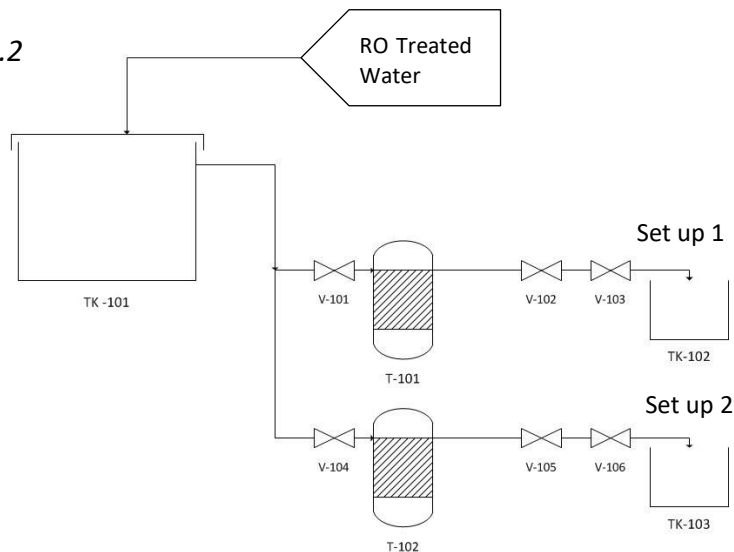 .2
RO Treated
Water
Set up 1
TK -101
V-101
V-102
V-103
T-101
TK-102
Set up 2
V-104
V-105
V-106
T-102
TK-103